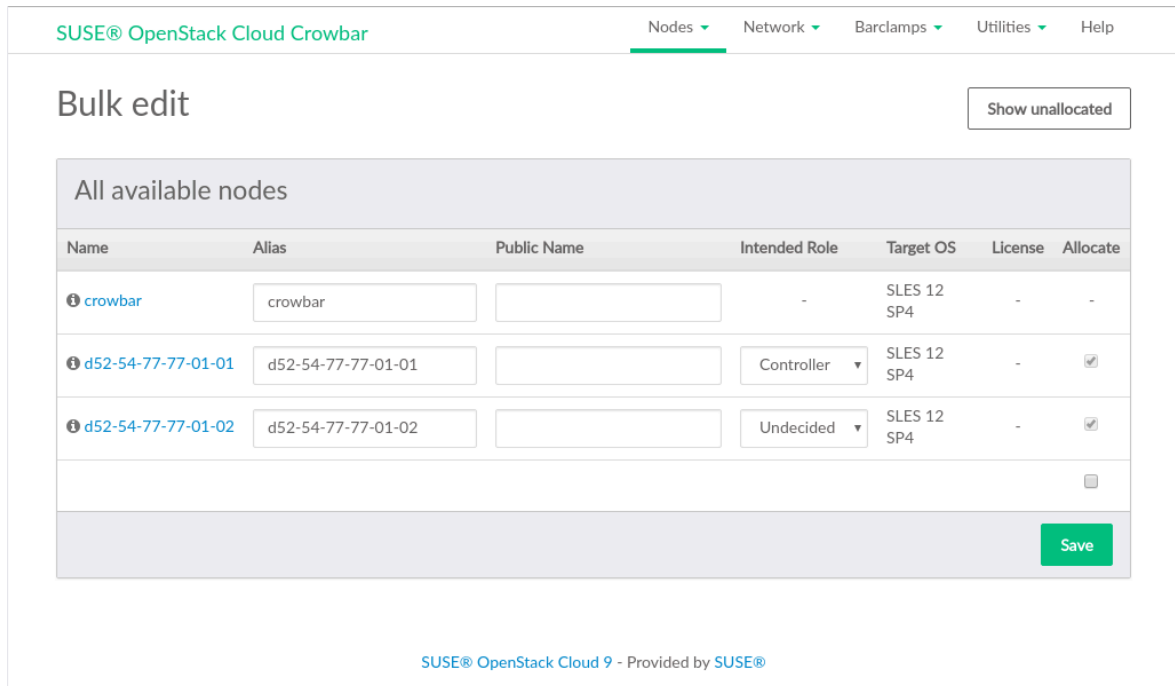 SUSE® OpenStack Cloud Crowbar
Nodes Network Barclamps Utilities Help
Bulk edit
Show unallocated
All available nodes
Name Alias Public Name Intended Role Target OS License Allocate
crowbar crowbar - SLES 12 SP4 - -
d52-54-77-77-01-01 d52-54-77-77-01-01 Controller SLES 12 SP4 -
d52-54-77-77-01-02 d52-54-77-77-01-02 Undecided SLES 12 SP4 -
Save
SUSE® OpenStack Cloud 9 - Provided by SUSE®